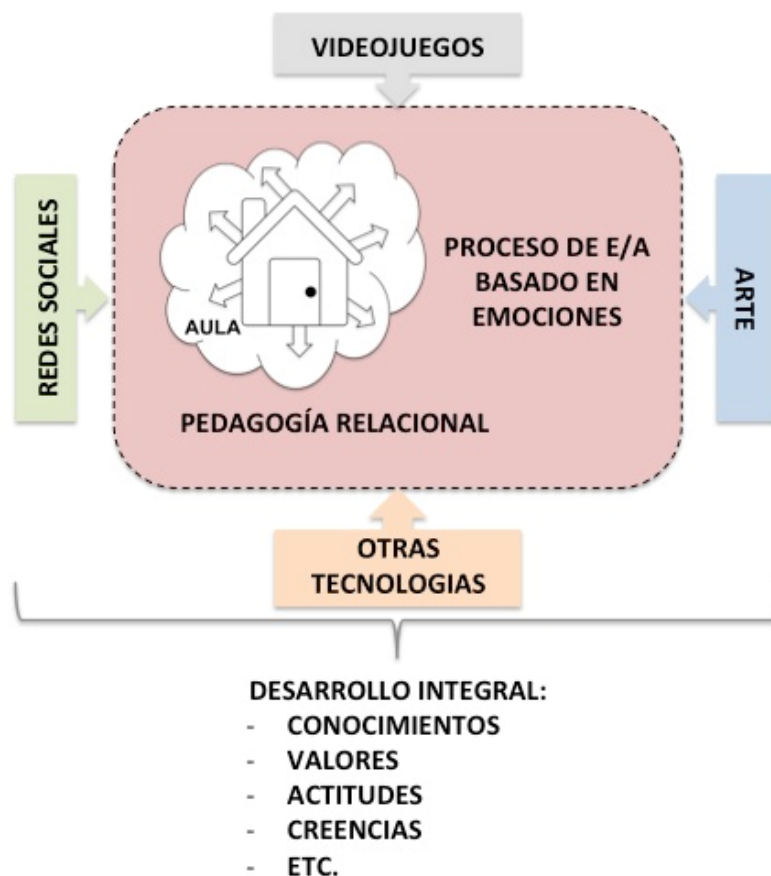 VIDEOJUEGOS
REDES SOCIALES
AULA
PROCESO DE E/A
BASADO EN
EMOCIONES
ARTE
PEDAGOGÍA RELACIONAL
OTRAS
TECNOLOGIAS
DESARROLLO INTEGRAL:
- CONOCIMIENTOS
- VALORES
- ACTITUDES
- CREENCIAS
- ETC.